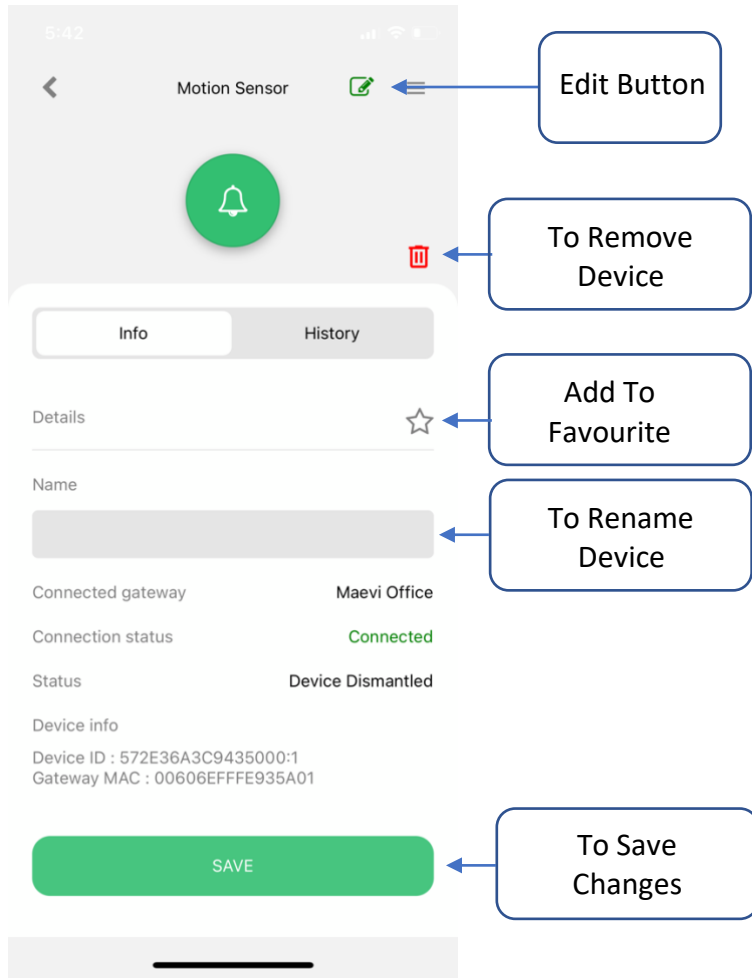 5:42
Motion Sensor
Edit Button
To Remove
Device
Info
History
Details
Add To
Favourite
Name
To Rename
Device
Connected gateway
Maevi Office
Connection status
Connected
Status
Device Dismantled
Device info
Device ID : 572E36A3C9435000:1
Gateway MAC : 00606EFFFE935A01
SAVE
To Save
Changes